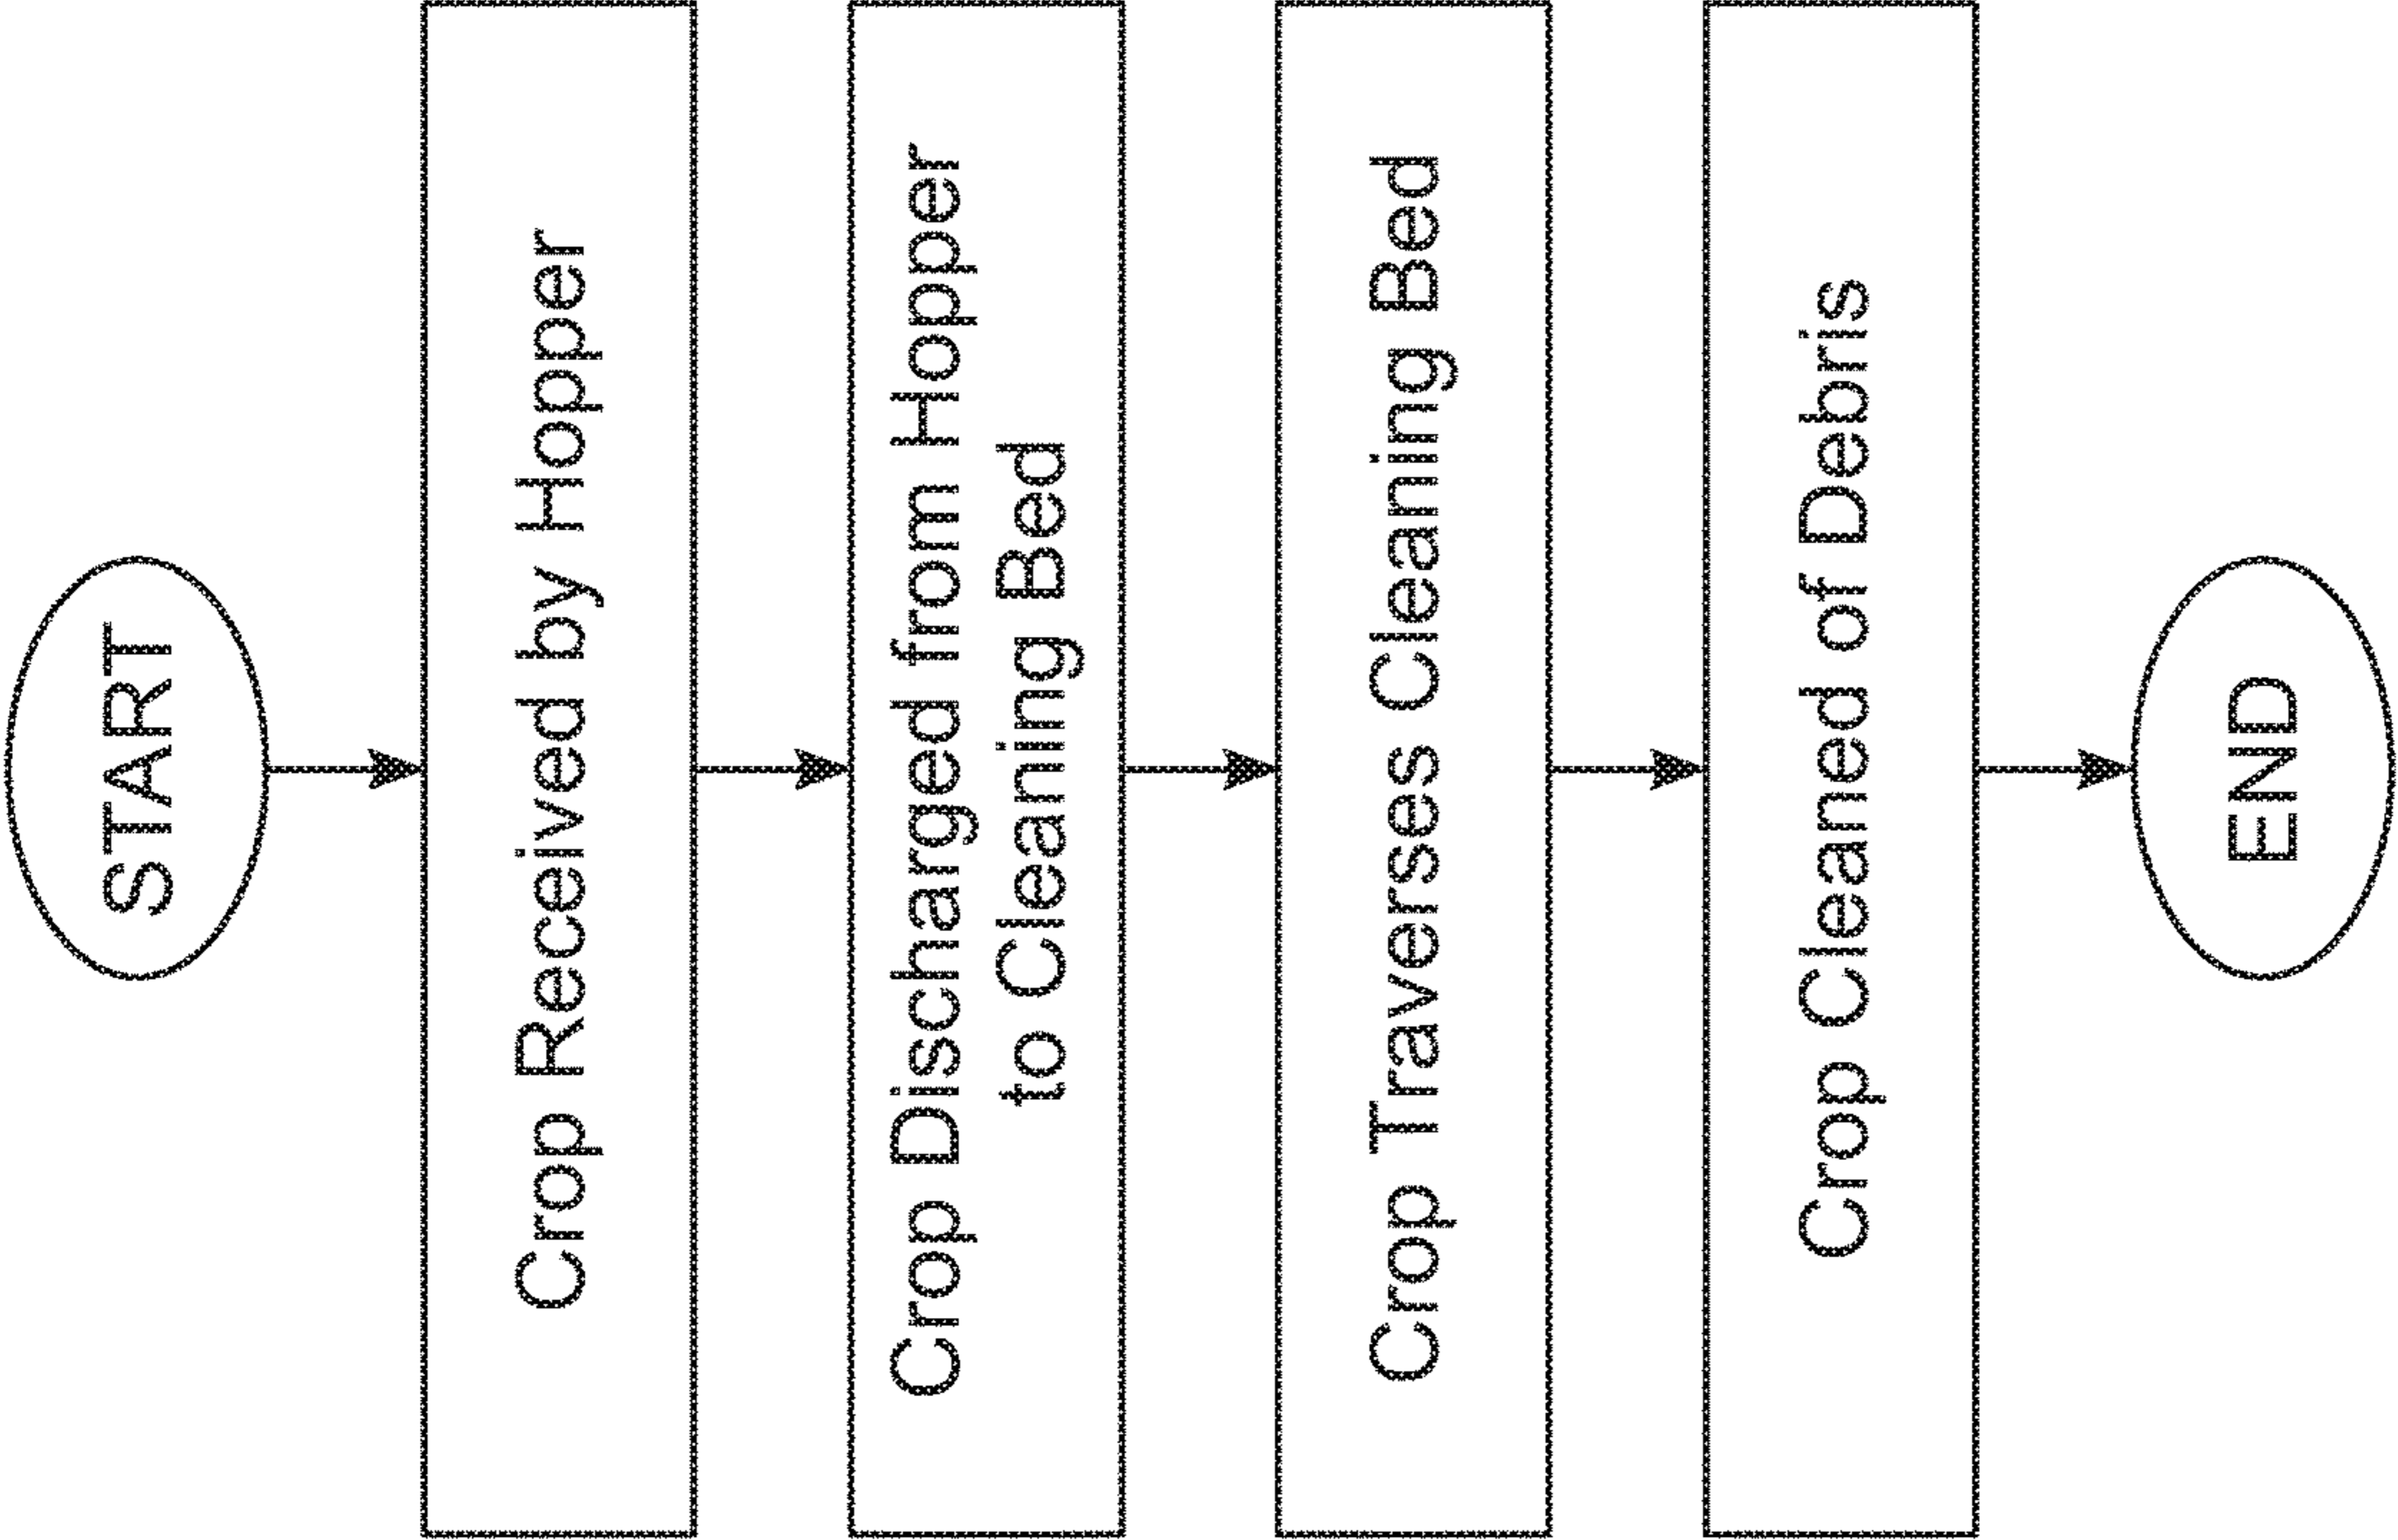 START
Crop Received by Hopper
Crop Discharged from Hopper
to Cleaning Bed
Crop Traverses Cleaning Bed
Crop Cleaned of Debris
END